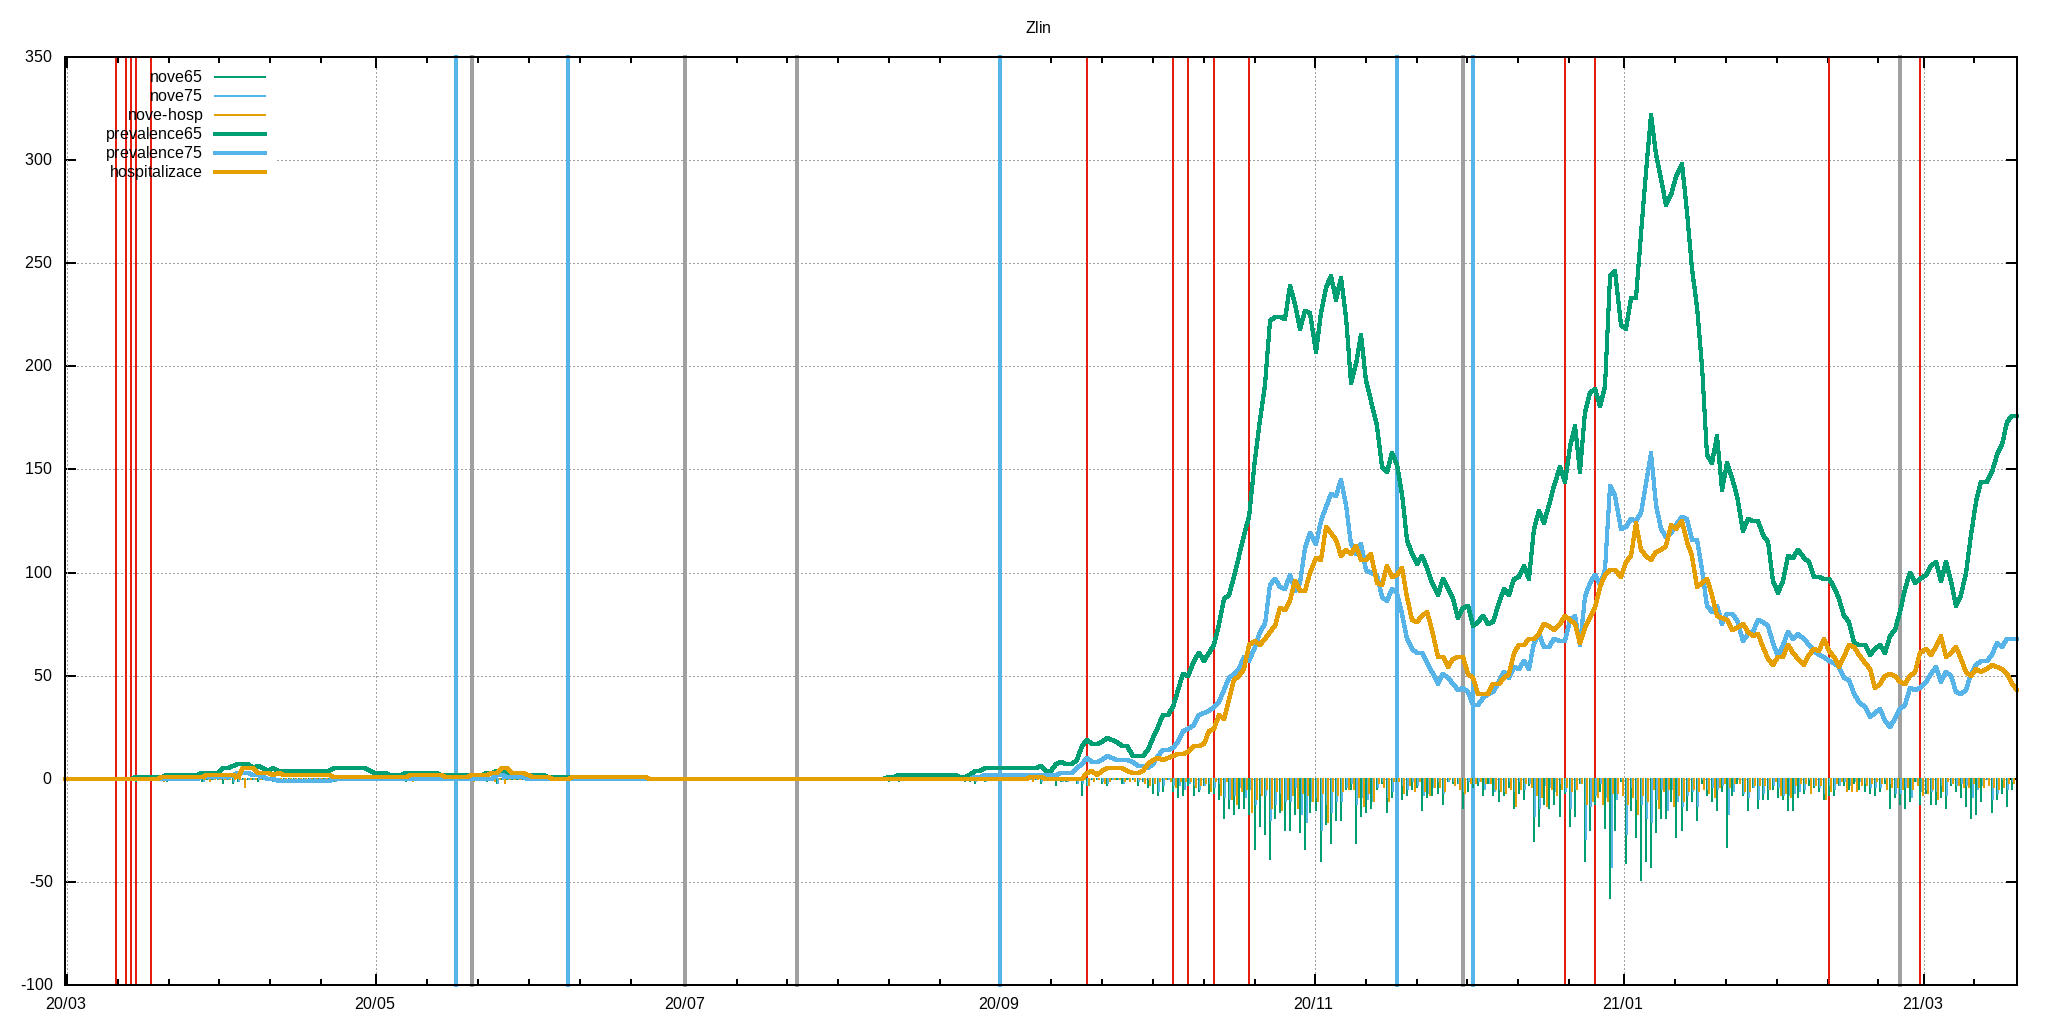 Zlin
350
300
250
200
150
100
50
0
-50
-100
nove65
nove75
nove-hosp
prevalence65
prevalence75
hospitalizace
20/03 20/05 20/07 20/09 20/11 21/01 21/03